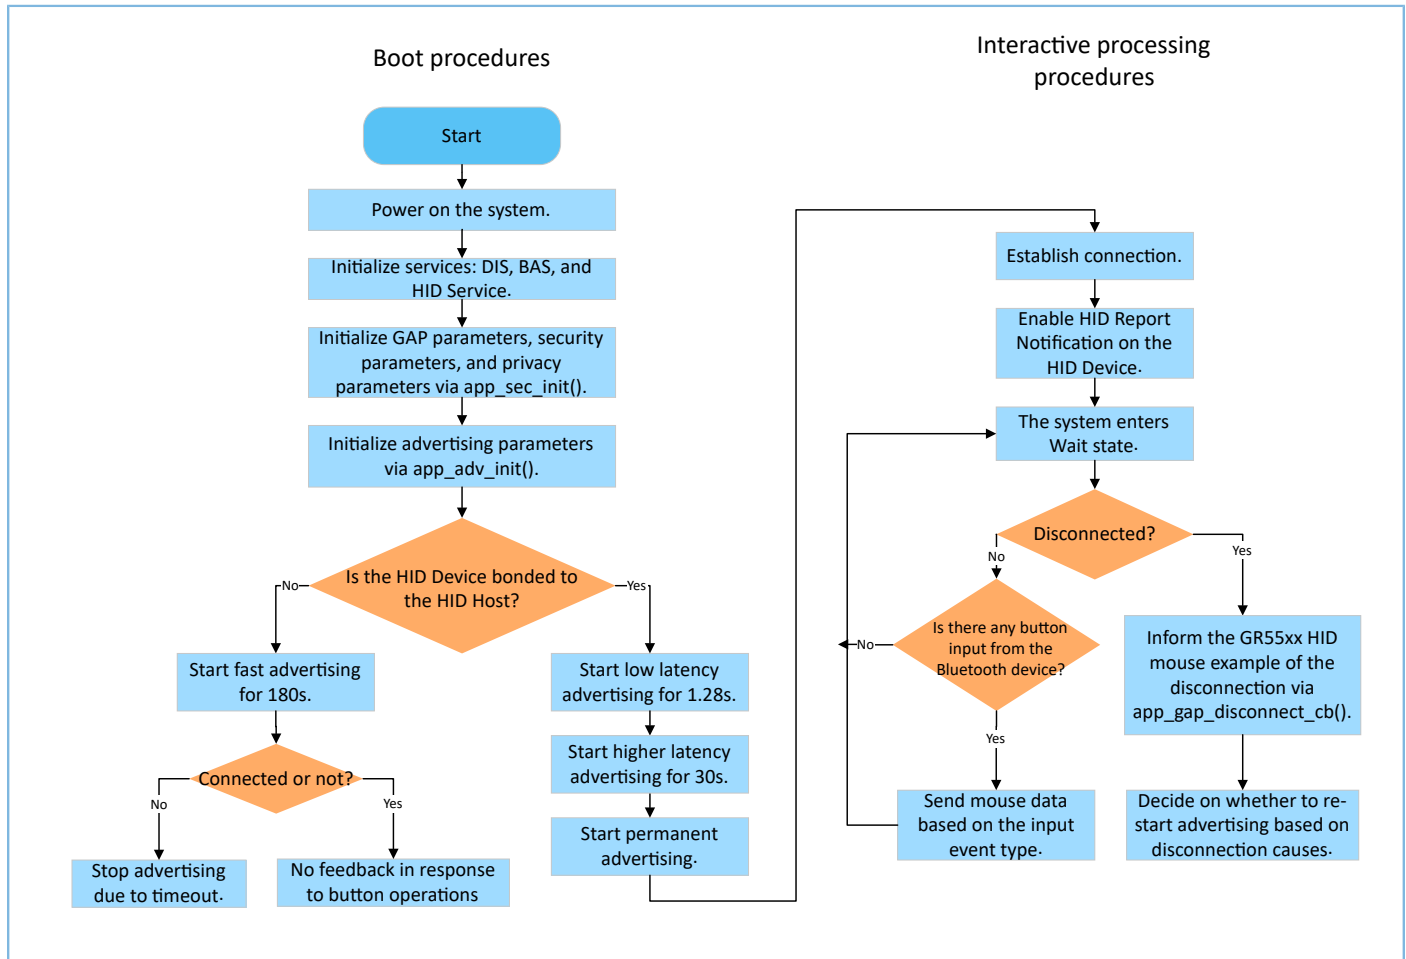 Boot procedures
Start
Power on the system.
Initialize services: DIS, BAS, and
HID Service.
Initialize GAP parameters, security
parameters, and privacy
parameters via app_sec_init().
Initialize advertising parameters
via app_adv_init().
Is the HID Device bonded to
the HID Host?
No
Yes
Start fast advertising
for 180s.
Connected or not?
No
Yes
Stop advertising
due to timeout.
No feedback in response
to button operations
Start low latency
advertising for 1.28s.
Start higher latency
advertising for 30s.
Start permanent
advertising.
Interactive processing
procedures
Establish connection.
Enable HID Report
Notification on the
HID Device.
The system enters
Wait state.
Disconnected?
No
Yes
Is there any button
input from the
Bluetooth device?
No
Yes
Send mouse data
based on the input
event type.
Inform the GR55xx HID
mouse example of the
disconnection via
app_gap_disconnect_cb().
Decide on whether to re-
start advertising based on
disconnection causes.